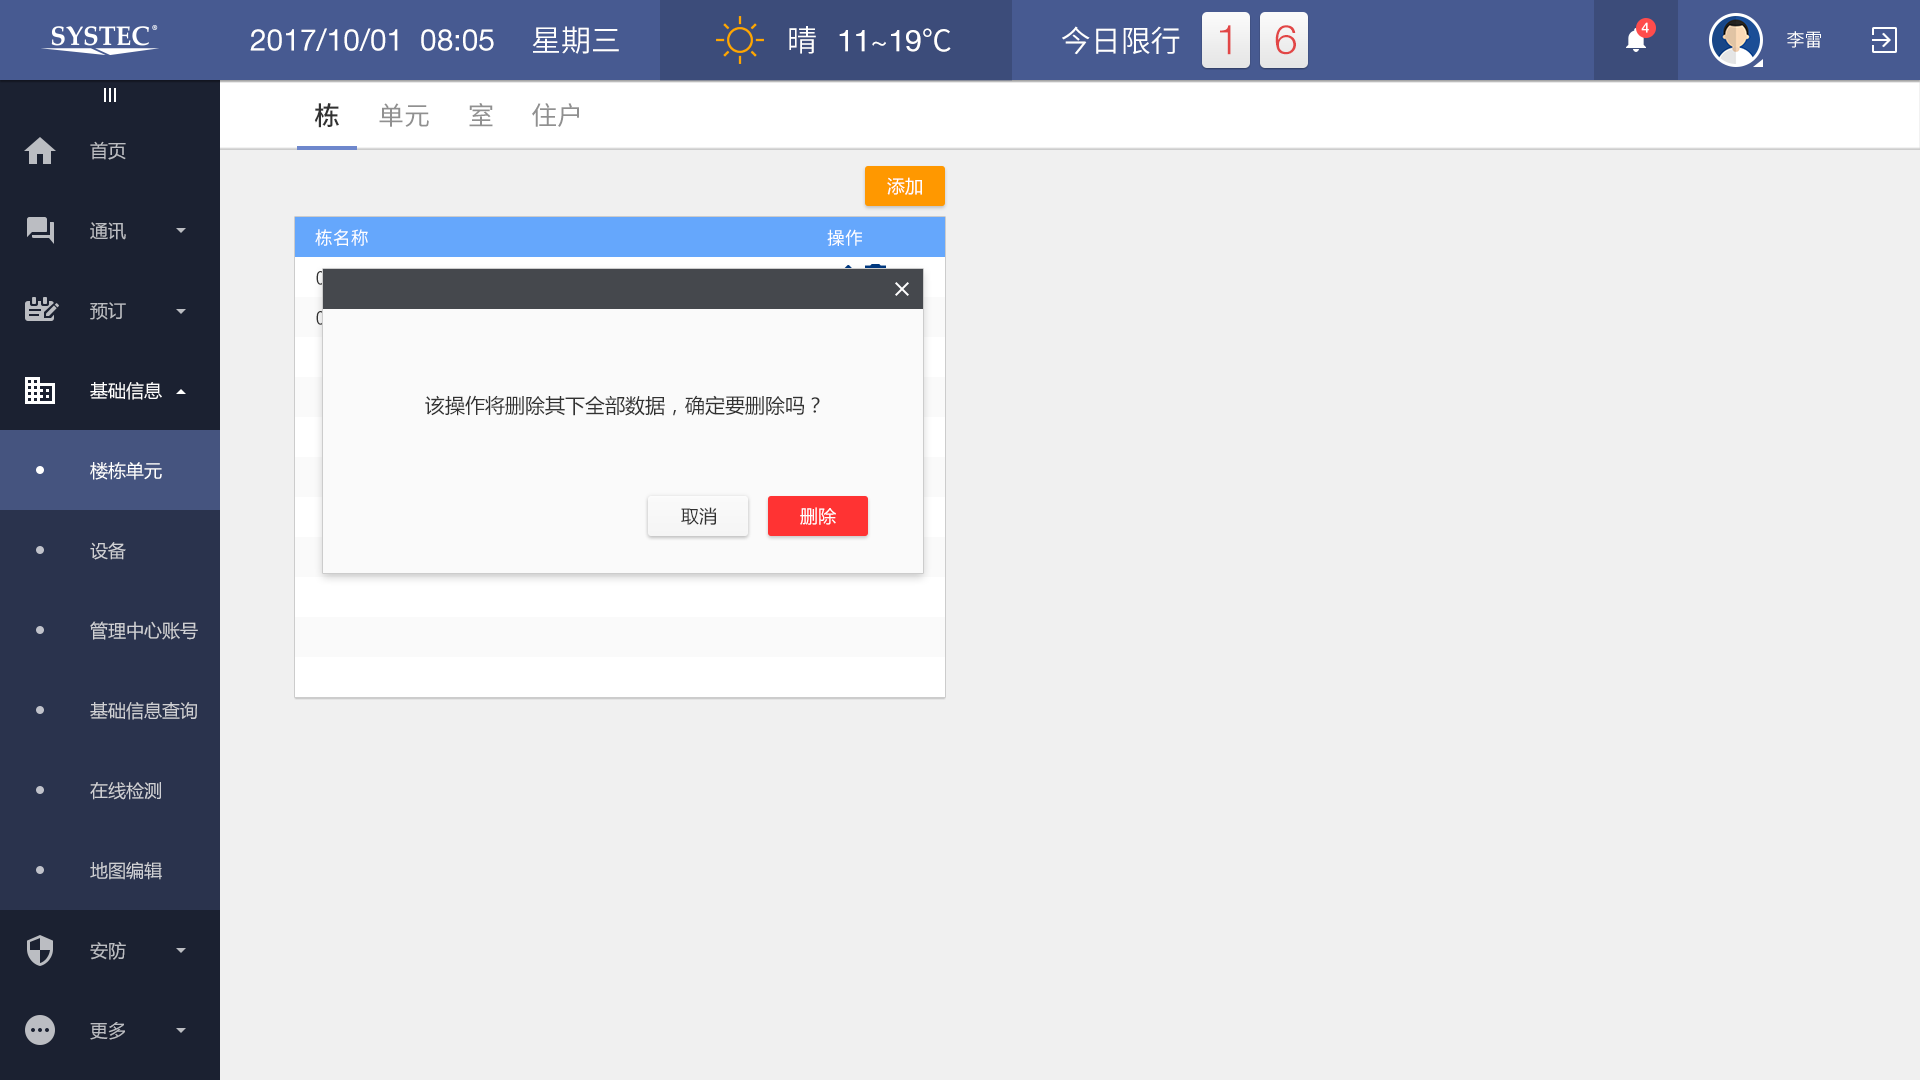 SYSTEC®
2017/10/01 08:05 星期三
晴 11~19℃
今日限行 1 6
4
李雷
首页
通讯
预订
基础信息
楼栋单元
设备
管理中心账号
基础信息查询
在线检测
地图编辑
安防
更多
栋 单元 室 住户
添加
栋名称 操作
该操作将删除其下全部数据，确定要删除吗？
取消 删除